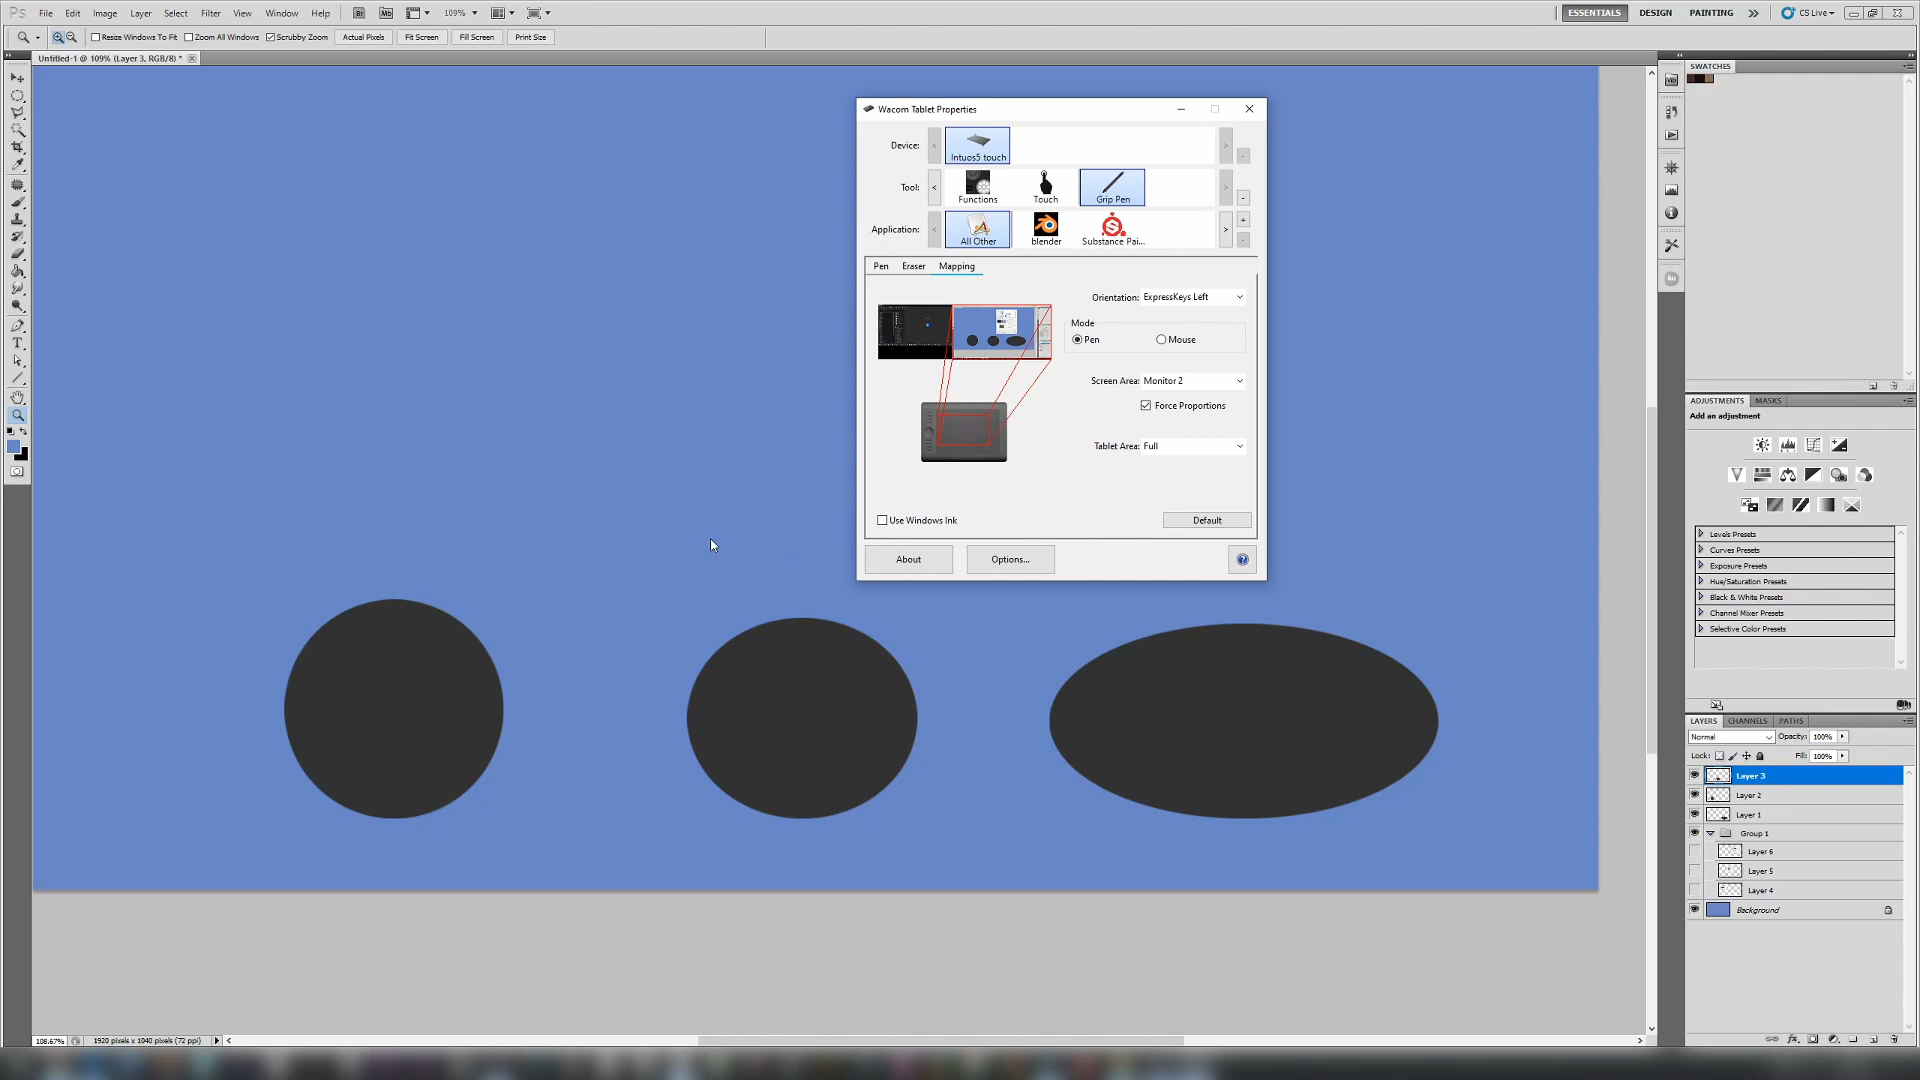 Ps File Edit Image Layer Select Filter View Window Help Br Mb 109% ESSENTIALS DESIGN PAINTING CS Live
Resize Windows To Fit Zoom All Windows Scrubby Zoom Actual Pixels Fit Screen Fill Screen Print Size
Untitled-1 @ 109% (Layer 3, RGB/8) *
SWATCHES
Wacom Tablet Properties
Device:
Intuos5 touch
Tool:
Functions Touch Grip Pen
Application:
All Other blender Substance Pai...
Pen Eraser Mapping
Orientation: ExpressKeys Left
Mode
Pen Mouse
Screen Area: Monitor 2
Force Proportions
Tablet Area: Full
Use Windows Ink Default
About Options...
ADJUSTMENTS MASKS
Add an adjustment
Levels Presets
Curves Presets
Exposure Presets
Hue/Saturation Presets
Black & White Presets
Channel Mixer Presets
Selective Color Presets
LAYERS CHANNELS PATHS
Normal Opacity: 100%
Lock: Fill: 100%
Layer 3
Layer 2
Layer 1
Group 1
Layer 6
Layer 5
Layer 4
Background
108.67% 1920 pixels x 1040 pixels (72 ppi)